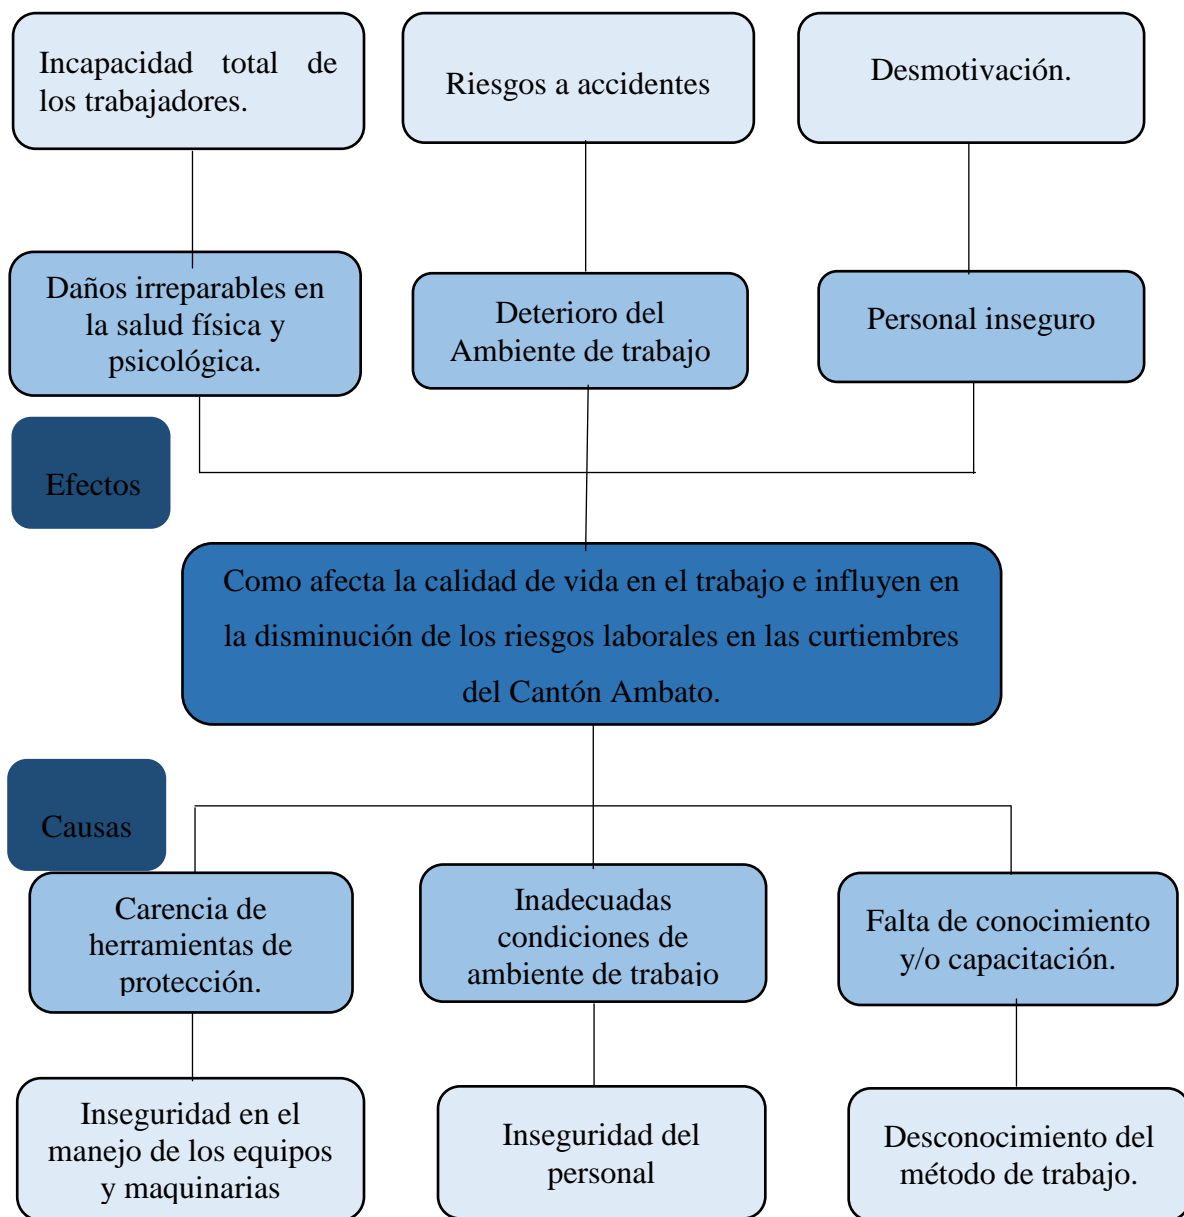 Incapacidad total de
los trabajadores.
Riesgos a accidentes
Desmotivación.
Daños irreparables en
la salud física y
psicológica.
Deterioro del
Ambiente de trabajo
Personal inseguro
Efectos
Como afecta la calidad de vida en el trabajo e influyen en
la disminución de los riesgos laborales en las curtiembres
del Cantón Ambato.
Causas
Carencia de
herramientas de
protección.
Inadecuadas
condiciones de
ambiente de trabajo
Falta de conocimiento
y/o capacitación.
Inseguridad en el
manejo de los equipos
y maquinarias
Inseguridad del
personal
Desconocimiento del
método de trabajo.